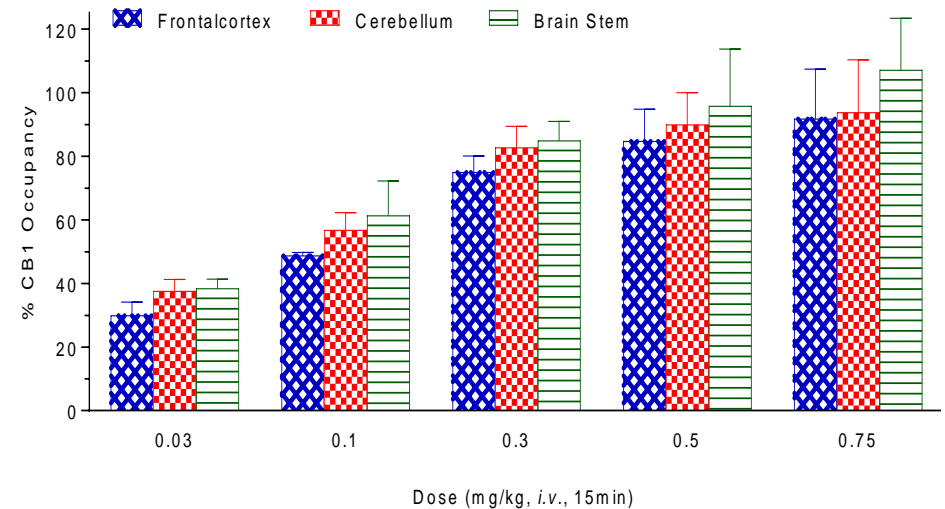 Frontalcortex Cerebellum Brain Stem
% CB1 Occupancy
120
100
80
60
40
20
0
0.03 0.1 0.3 0.5 0.75
Dose (mg/kg, i.v., 15min)